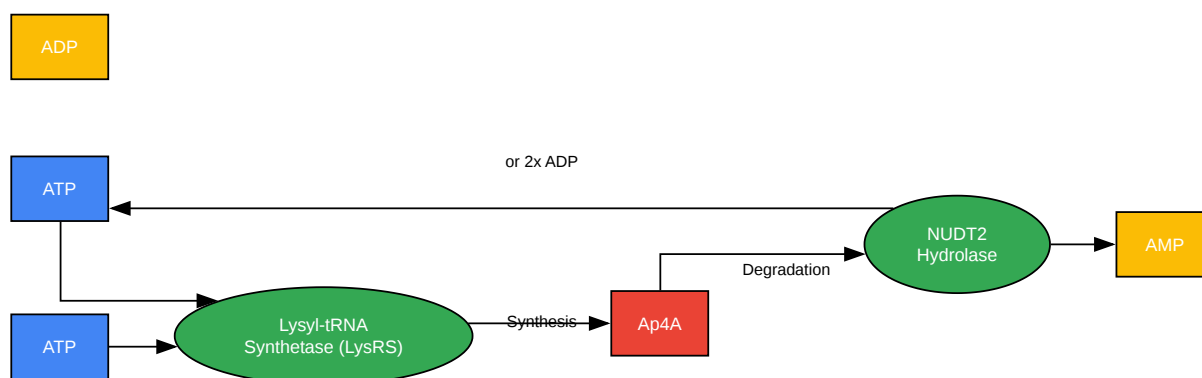 ADP
or 2x ADP
ATP
NUDT2
Hydrolase
AMP
Degradation
Synthesis
Ap4A
Lysyl-tRNA
Synthetase (LysRS)
ATP